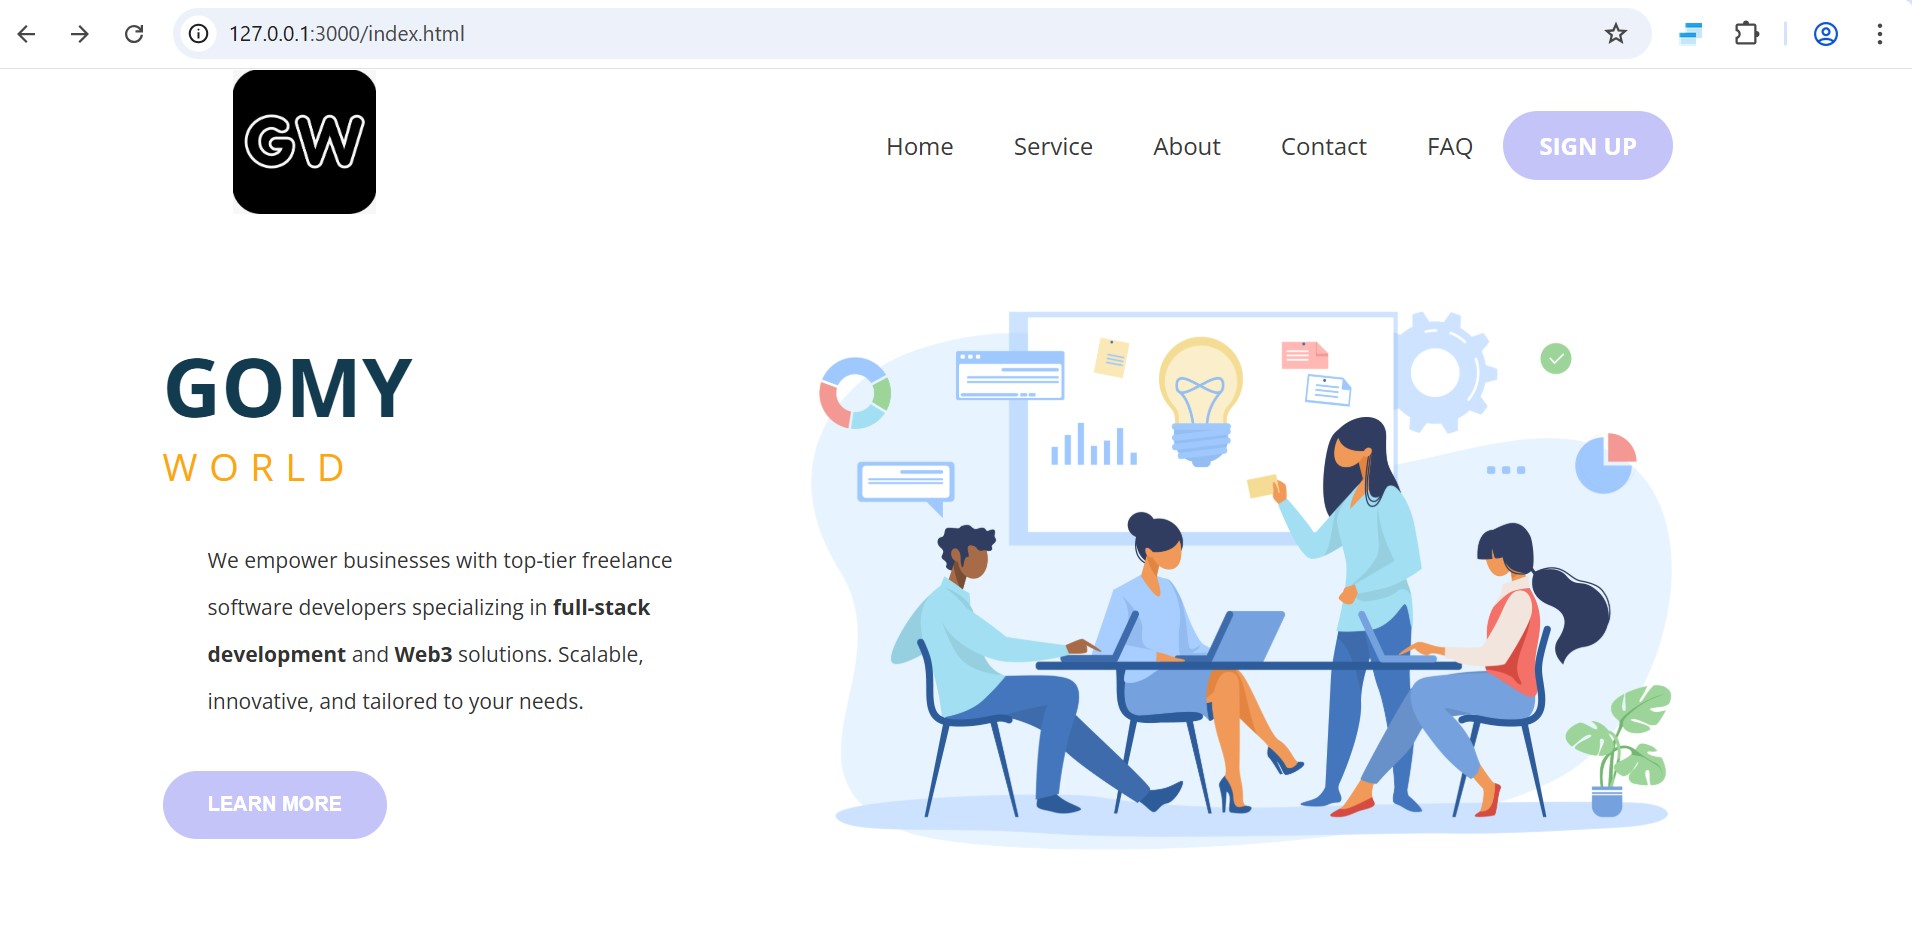 127.0.0.1:3000/index.html
GW
Home Service About Contact FAQ SIGN UP
GOMY
WORLD
We empower businesses with top-tier freelance
software developers specializing in full-stack
development and Web3 solutions. Scalable,
innovative, and tailored to your needs.
LEARN MORE